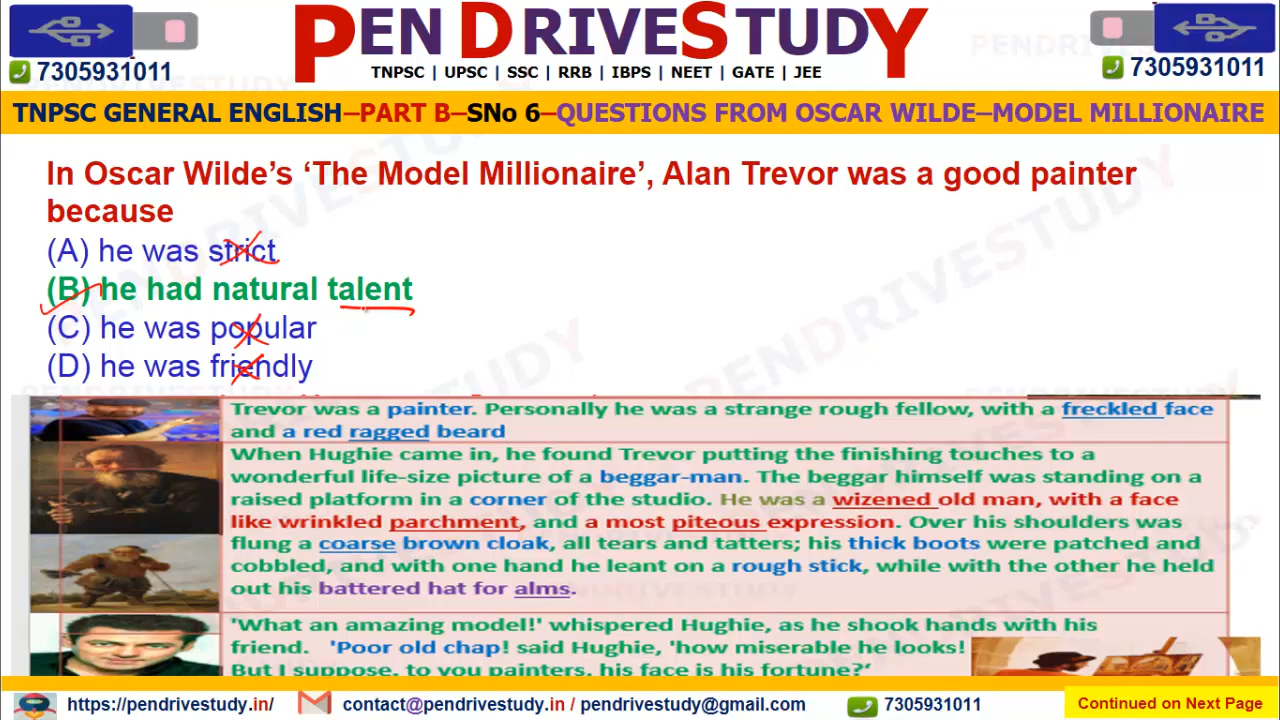 PEN DRIVESTUDY
7305931011
TNPSC | UPSC | SSC | RRB | IBPS | NEET | GATE | JEE
7305931011
TNPSC GENERAL ENGLISH–PART B–SNo 6–QUESTIONS FROM OSCAR WILDE–MODEL MILLIONAIRE
In Oscar Wilde's ‘The Model Millionaire’, Alan Trevor was a good painter
because
(A) he was strict
(B) he had natural talent
(C) he was popular
(D) he was friendly
Trevor was a painter. Personally he was a strange rough fellow, with a freckled face
and a red ragged beard
When Hughie came in, he found Trevor putting the finishing touches to a
wonderful life-size picture of a beggar-man. The beggar himself was standing on a
raised platform in a corner of the studio. He was a wizened old man, with a face
like wrinkled parchment, and a most piteous expression. Over his shoulders was
flung a coarse brown cloak, all tears and tatters; his thick boots were patched and
cobbled, and with one hand he leant on a rough stick, while with the other he held
out his battered hat for alms.
'What an amazing model!' whispered Hughie, as he shook hands with his
friend. 'Poor old chap! said Hughie, 'how miserable he looks!
But I suppose, to you painters, his face is his fortune?‘
https://pendrivestudy.in/ contact@pendrivestudy.in / pendrivestudy@gmail.com 7305931011
Continued on Next Page